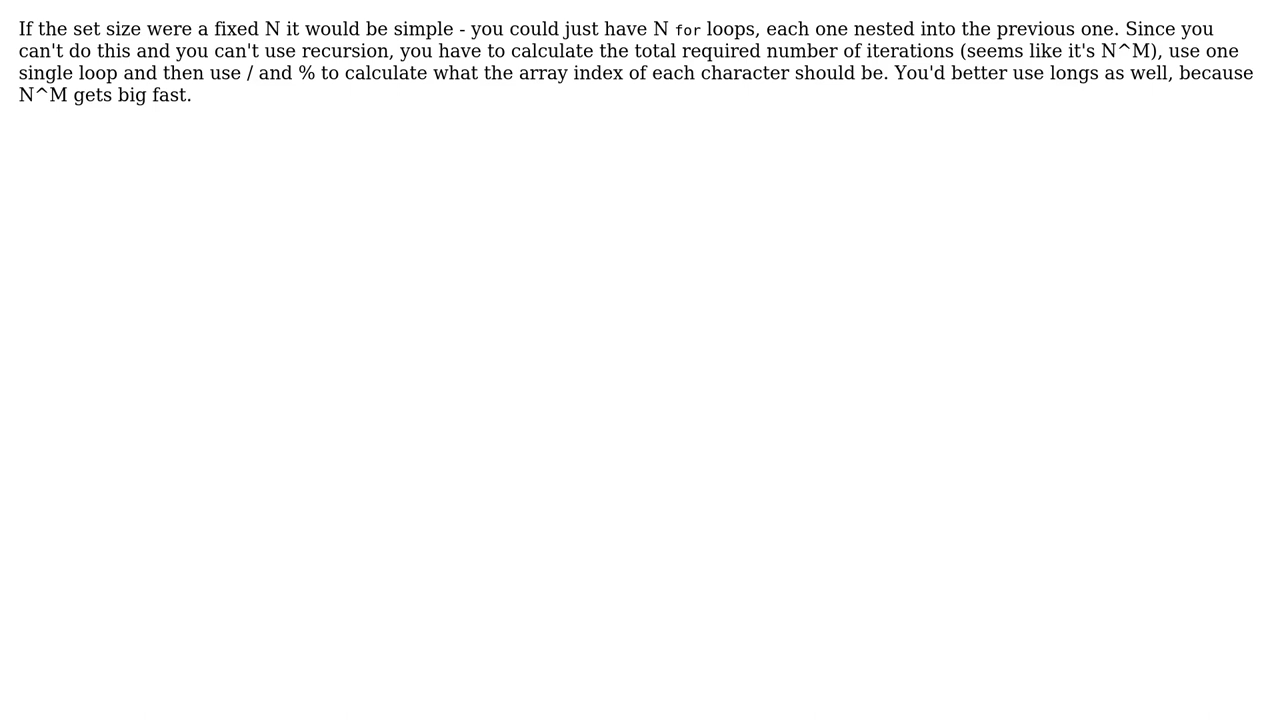 If the set size were a fixed N it would be simple - you could just have N for loops, each one nested into the previous one. Since you
can't do this and you can't use recursion, you have to calculate the total required number of iterations (seems like it's N^M), use one
single loop and then use / and % to calculate what the array index of each character should be. You'd better use longs as well, because
N^M gets big fast.